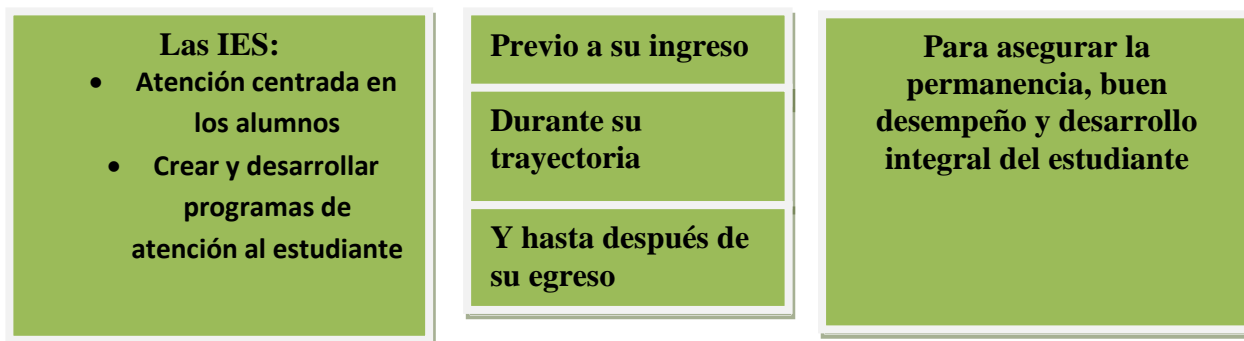 Las IES:
• Atención centrada en
los alumnos
• Crear y desarrollar
programas de
atención al estudiante
Previo a su ingreso
Durante su
trayectoria
Y hasta después de
su egreso
Para asegurar la
permanencia, buen
desempeño y desarrollo
integral del estudiante